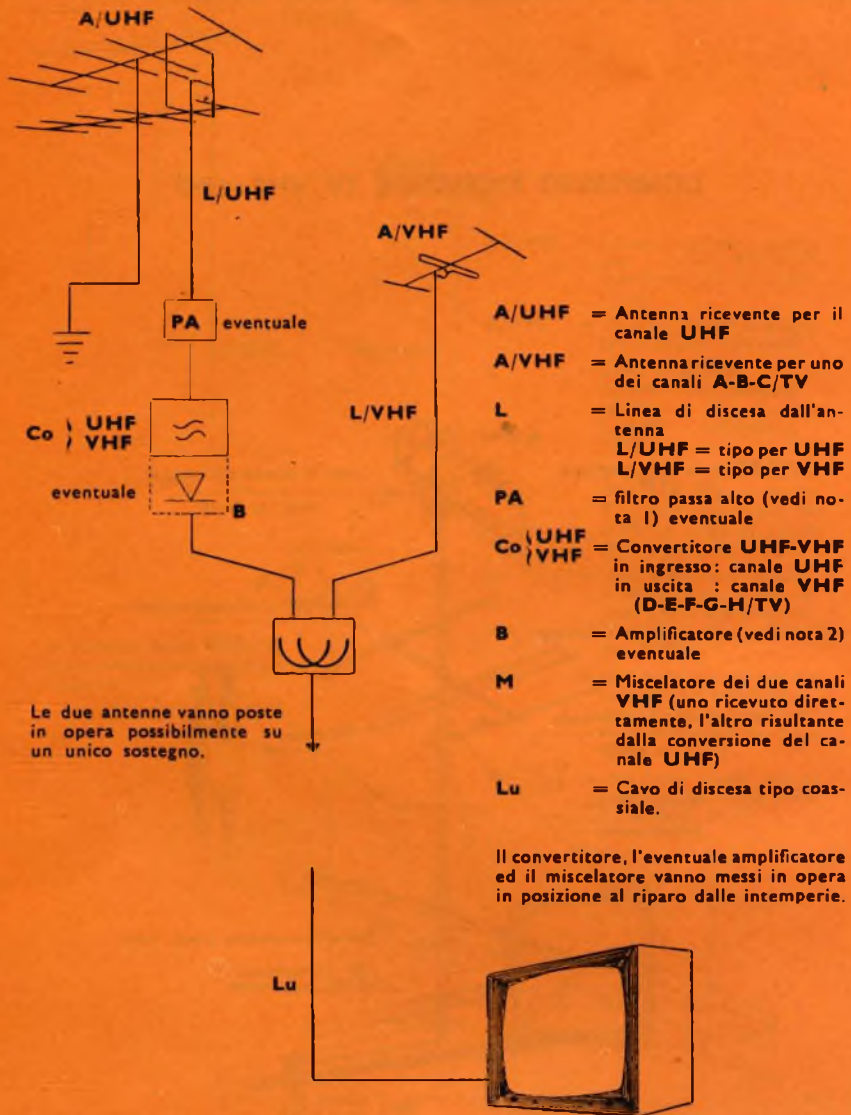 A/UHF
L/UHF
A/VHF
PA eventuale
L/VHF
Co } UHF
VHF
eventuale
B
Le due antenne vanno poste
in opera possibilmente su
un unico sostegno.
Lu
A/UHF = Antenna ricevente per il
canale UHF
A/VHF = Antenna ricevente per uno
dei canali A-B-C/TV
L = Linea di discesa dall'an-
tenna
L/UHF = tipo per UHF
L/VHF = tipo per VHF
PA = filtro passa alto (vedi no-
ta 1) eventuale
Co } UHF
VHF = Convertitore UHF-VHF
in ingresso: canale UHF
in uscita : canale VHF
(D-E-F-G-H/TV)
B = Amplificatore (vedi nota 2)
eventuale
M = Miscelatore dei due canali
VHF (uno ricevuto diret-
tamente, l'altro risultante
dalla conversione del ca-
nale UHF)
Lu = Cavo di discesa tipo coas-
siale.
Il convertitore, l'eventuale amplificatore
ed il miscelatore vanno messi in opera
in posizione al riparo dalle intemperie.